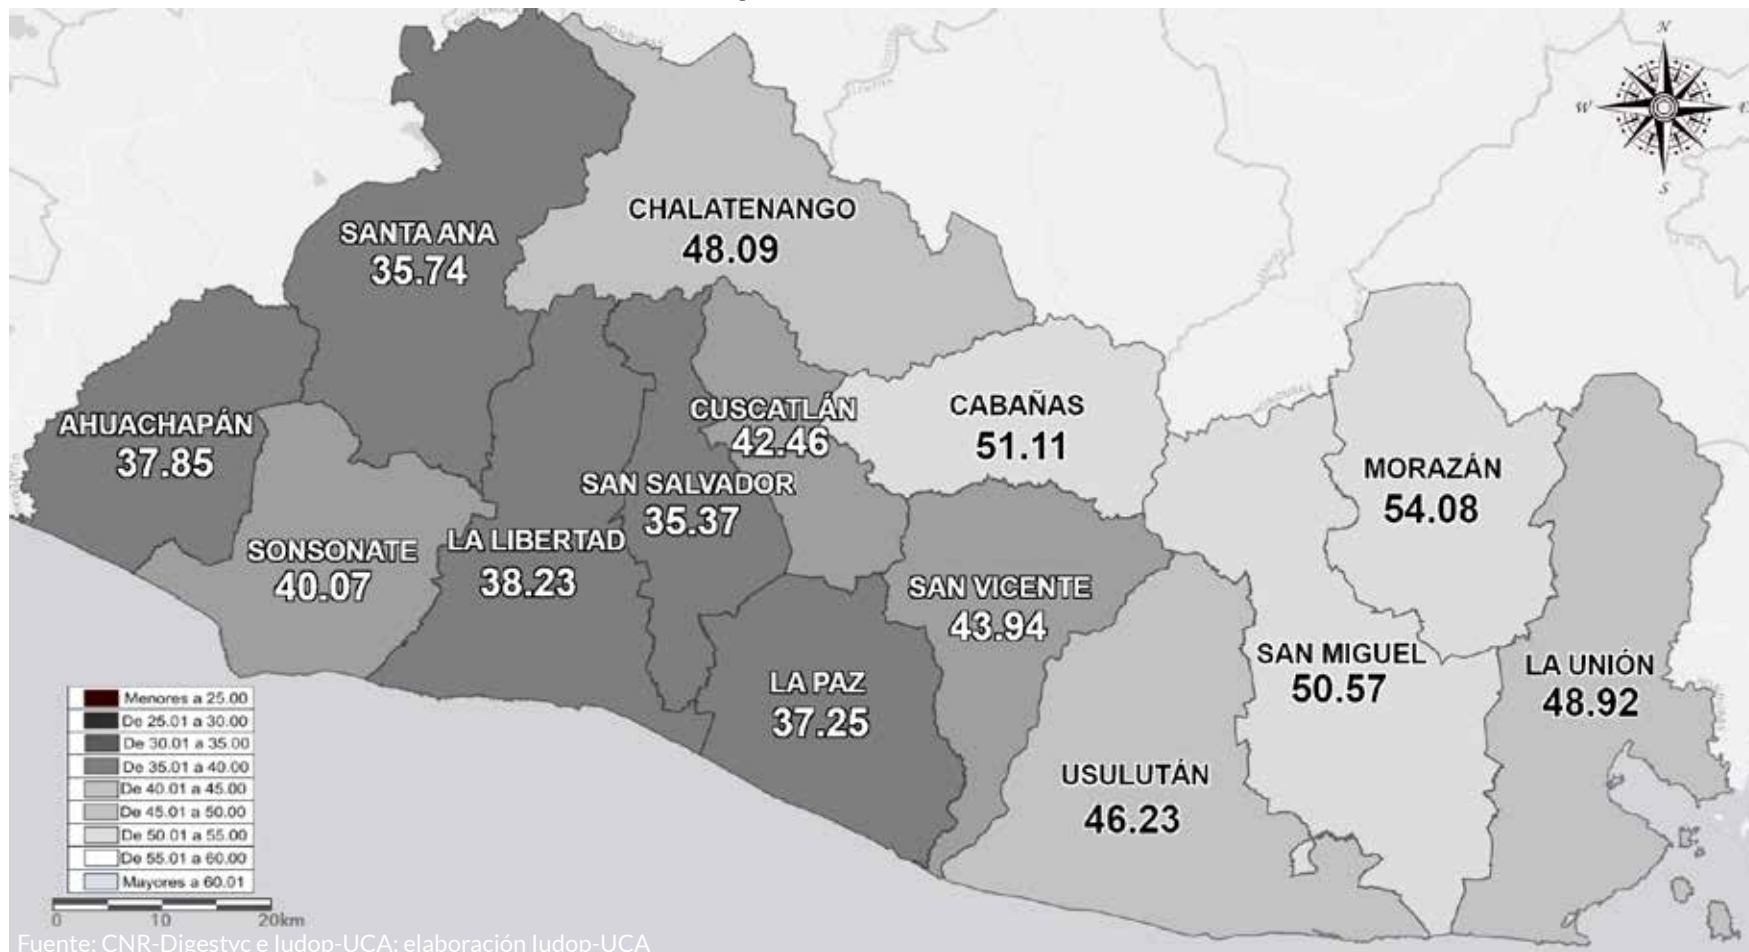 N
W
E
S
HONDURAS
CHALATENANGO
48.09
SANTA ANA
35.74
AHUACHAPÁN
37.85
CUSCATLÁN
42.46
CABAÑAS
51.11
MORAZÁN
54.08
SAN SALVADOR
35.37
SONSONATE
40.07
LA LIBERTAD
38.23
SAN VICENTE
43.94
SAN MIGUEL
50.57
LA UNIÓN
48.92
LA PAZ
37.25
USULUTÁN
46.23
Menores a 25.00
De 25.01 a 30.00
De 30.01 a 35.00
De 35.01 a 40.00
De 40.01 a 45.00
De 45.01 a 50.00
De 50.01 a 55.00
De 55.01 a 60.00
Mayores a 60.01
0 10 20km
Fuente: CNR-Digestyc e Iudop-UCA; elaboración Iudop-UCA